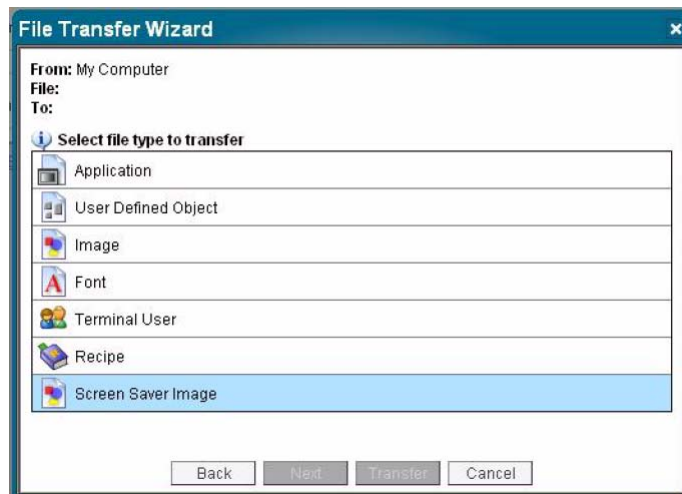 File Transfer Wizard
From: My Computer
File:
To:
Select file type to transfer
Application
User Defined Object
Image
Font
Terminal User
Recipe
Screen Saver Image
Back Next Transfer Cancel